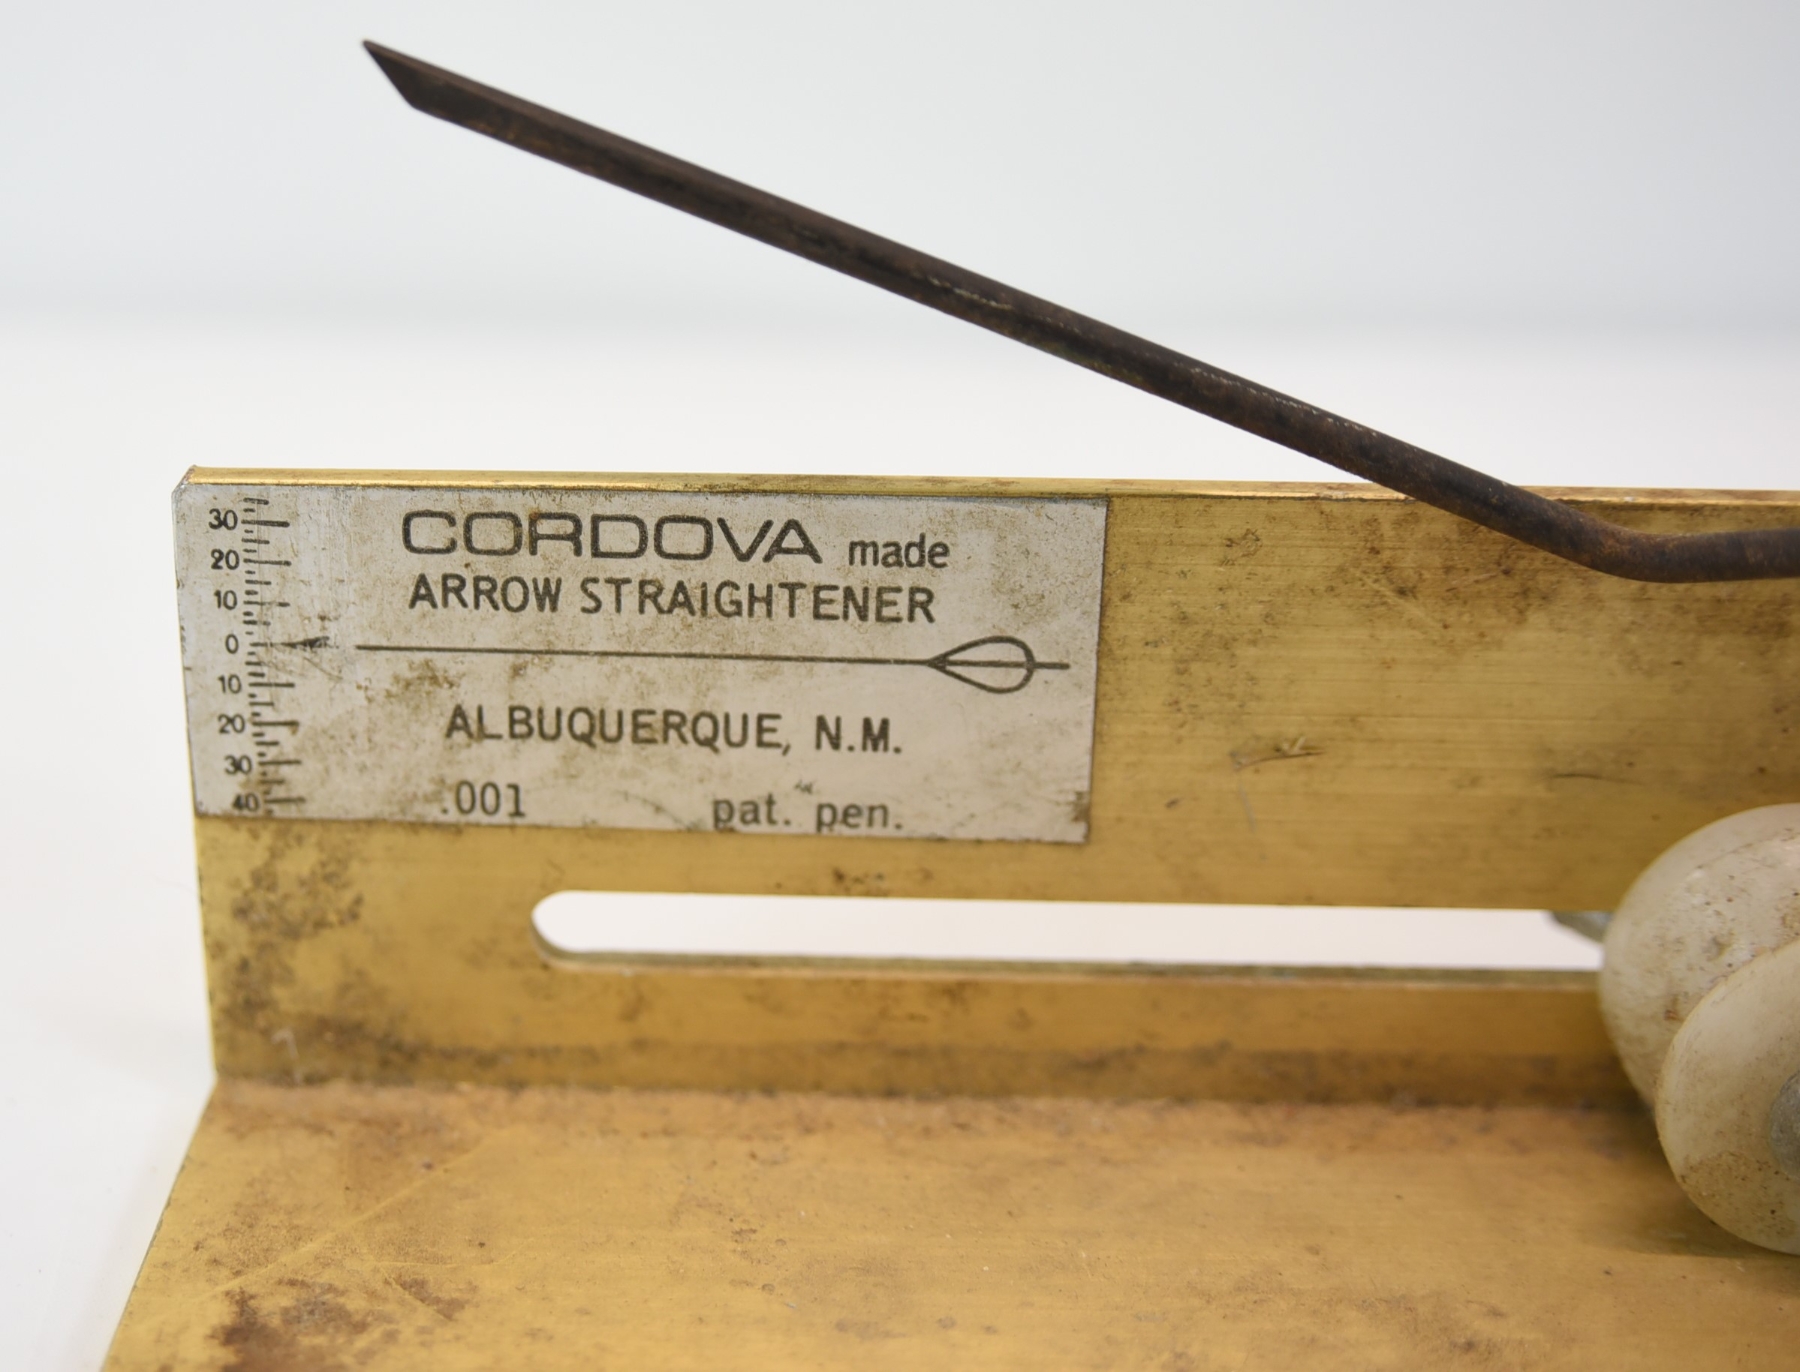 30
20
10
0
10
20
30
40
CORDOVA made
ARROW STRAIGHTENER
ALBUQUERQUE, N.M.
.001 pat. pen.